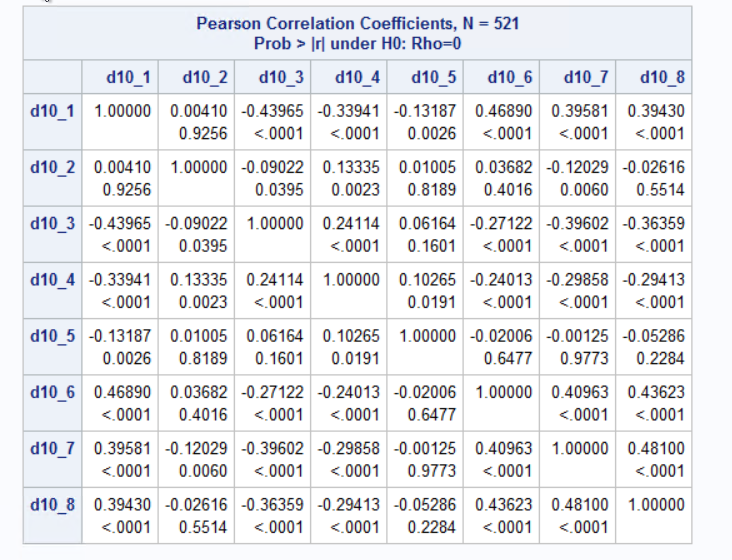 Pearson Correlation Coefficients, N = 521
Prob > |r| under H0: Rho=0
d10_1 d10_2 d10_3 d10_4 d10_5 d10_6 d10_7 d10_8
d10_1 1.00000 0.00410 -0.43965 -0.33941 -0.13187 0.46890 0.39581 0.39430
0.9256 <.0001 <.0001 0.0026 <.0001 <.0001 <.0001
d10_2 0.00410 1.00000 -0.09022 0.13335 0.01005 0.03682 -0.12029 -0.02616
0.9256 0.0395 0.0023 0.8189 0.4016 0.0060 0.5514
d10_3 -0.43965 -0.09022 1.00000 0.24114 0.06164 -0.27122 -0.39602 -0.36359
<.0001 0.0395 <.0001 0.1601 <.0001 <.0001 <.0001
d10_4 -0.33941 0.13335 0.24114 1.00000 0.10265 -0.24013 -0.29858 -0.29413
<.0001 0.0023 <.0001 0.0191 <.0001 <.0001 <.0001
d10_5 -0.13187 0.01005 0.06164 0.10265 1.00000 -0.02006 -0.00125 -0.05286
0.0026 0.8189 0.1601 0.0191 0.6477 0.9773 0.2284
d10_6 0.46890 0.03682 -0.27122 -0.24013 -0.02006 1.00000 0.40963 0.43623
<.0001 0.4016 <.0001 <.0001 0.6477 <.0001 <.0001
d10_7 0.39581 -0.12029 -0.39602 -0.29858 -0.00125 0.40963 1.00000 0.48100
<.0001 0.0060 <.0001 <.0001 0.9773 <.0001 <.0001
d10_8 0.39430 -0.02616 -0.36359 -0.29413 -0.05286 0.43623 0.48100 1.00000
<.0001 0.5514 <.0001 <.0001 0.2284 <.0001 <.0001